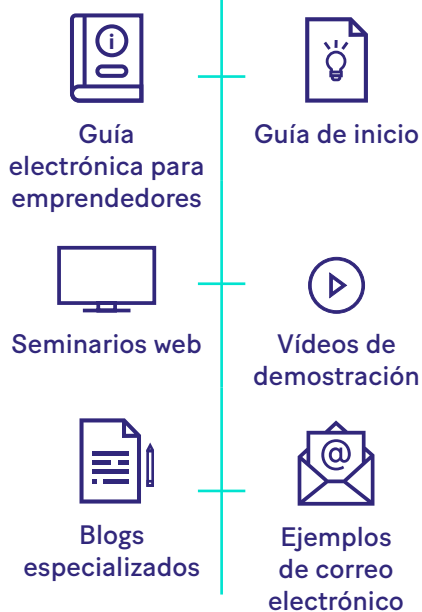 Guía
electrónica para
emprendedores
Guía de inicio
Seminarios web
Vídeos de
demostración
Blogs
especializados
@
Ejemplos
de correo
electrónico